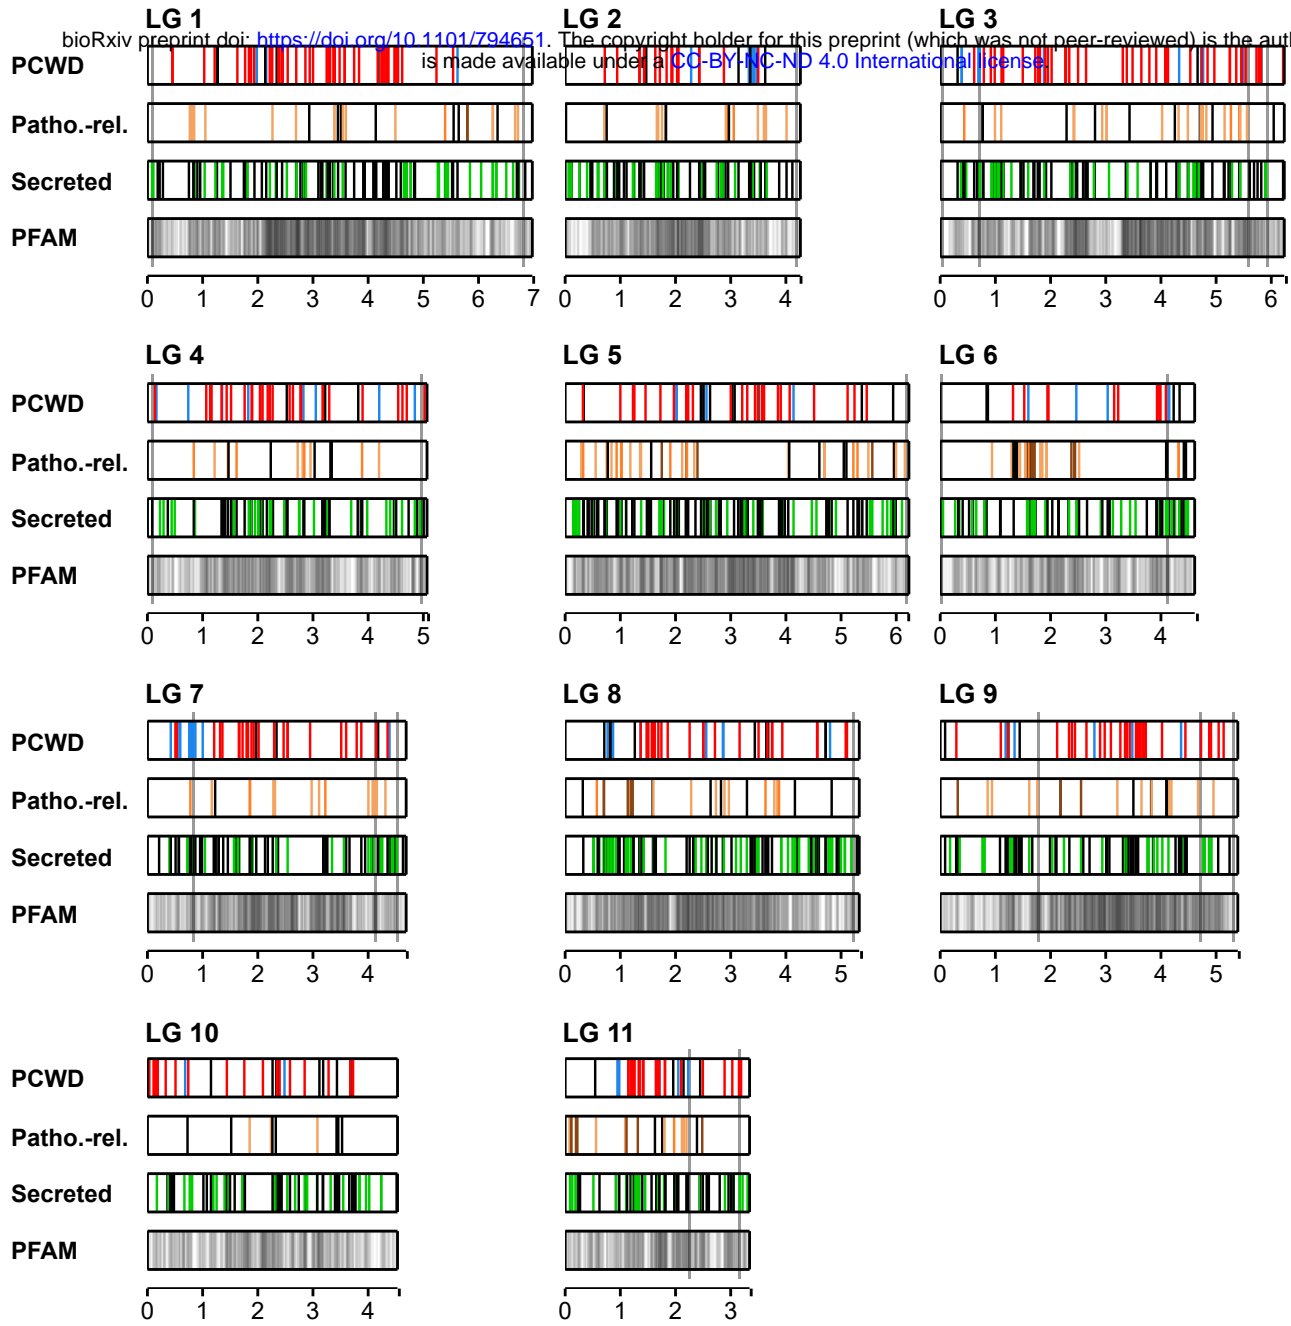 LG 1 LG 2 LG 3
bioRxiv preprint doi: https://doi.org/10.1101/794651. The copyright holder for this preprint (which was not peer-reviewed) is the aut
is made available under a CC-BY-NC-ND 4.0 International license.
PCWD
Patho.-rel.
Secreted
PFAM
0 1 2 3 4 5 6 7 0 1 2 3 4 0 1 2 3 4 5 6
LG 4 LG 5 LG 6
PCWD
Patho.-rel.
Secreted
PFAM
0 1 2 3 4 5 0 1 2 3 4 5 6 0 1 2 3 4
LG 7 LG 8 LG 9
PCWD
Patho.-rel.
Secreted
PFAM
0 1 2 3 4 0 1 2 3 4 5 0 1 2 3 4 5
LG 10 LG 11
PCWD
Patho.-rel.
Secreted
PFAM
0 1 2 3 4 0 1 2 3